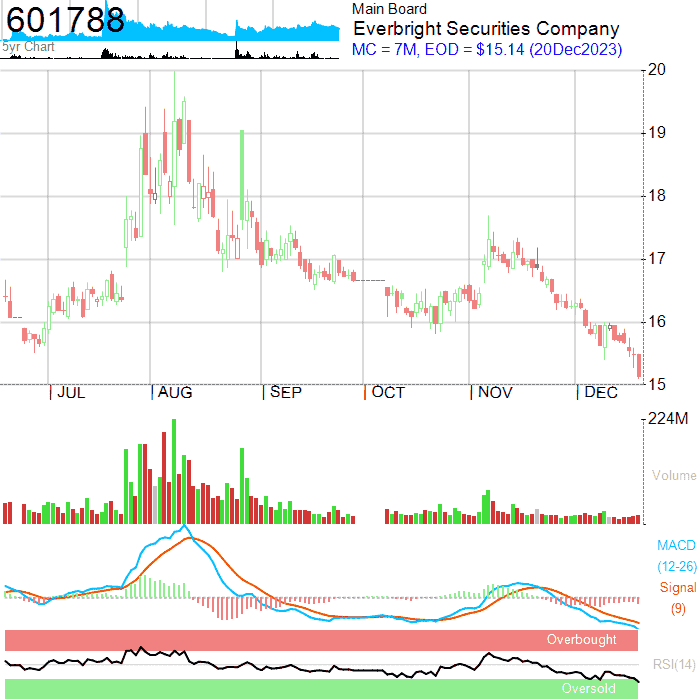 601788
5yr Chart
Main Board
Everbright Securities Company
MC = 7M, EOD = $15.14 (20Dec2023)
20
19
18
17
16
15
JUL
AUG
SEP
OCT
NOV
DEC
224M
Volume
MACD
(12-26)
Signal
(9)
Overbought
RSI(14)
Oversold